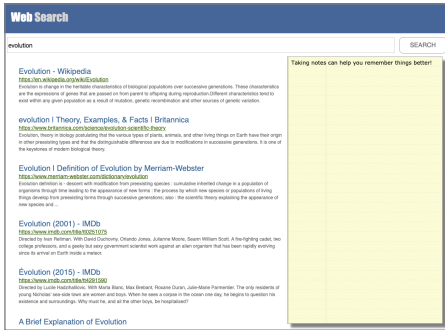 Web Search
evolution
SEARCH
Taking notes can help you remember things better!
Evolution - Wikipedia
https://en.wikipedia.org/wiki/Evolution
Evolution is change in the heritable characteristics of biological populations over successive generations. These characteristics
are the expressions of genes that are passed on from parent to offspring during reproduction.Different characteristics tend to
exist within any given population as a result of mutation, genetic recombination and other sources of genetic variation.
evolution | Theory, Examples, & Facts | Britannica
https://www.britannica.com/science/evolution-scientific-theory
Evolution, theory in biology postulating that the various types of plants, animals, and other living things on Earth have their origin
in other preexisting types and that the distinguishable differences are due to modifications in successive generations. It is one of
the keystones of modern biological theory.
Evolution | Definition of Evolution by Merriam-Webster
https://www.merriam-webster.com/dictionary/evolution
Evolution definition is - descent with modification from preexisting species : cumulative inherited change in a population of
organisms through time leading to the appearance of new forms : the process by which new species or populations of living
things develop from preexisting forms through successive generations; also : the scientific theory explaining the appearance of
new species and ...
Evolution (2001) - IMDb
https://www.imdb.com/title/tt0251075
Directed by Ivan Reitman. With David Duchovny, Orlando Jones, Julianne Moore, Seann William Scott. A fire-fighting cadet, two
college professors, and a geeky but sexy government scientist work against an alien organism that has been rapidly evolving
since its arrival on Earth inside a meteor.
Évolution (2015) - IMDb
https://www.imdb.com/title/tt4291590
Directed by Lucile Hadzihalilovic. With Marta Blanc, Max Brebant, Roxane Duran, Julie-Marie Parmentier. The only residents of
young Nicholas' sea-side town are women and boys. When he sees a corpse in the ocean one day, he begins to question his
existence and surroundings. Why must he, and all the other boys, be hospitalised?
A Brief Explanation of Evolution